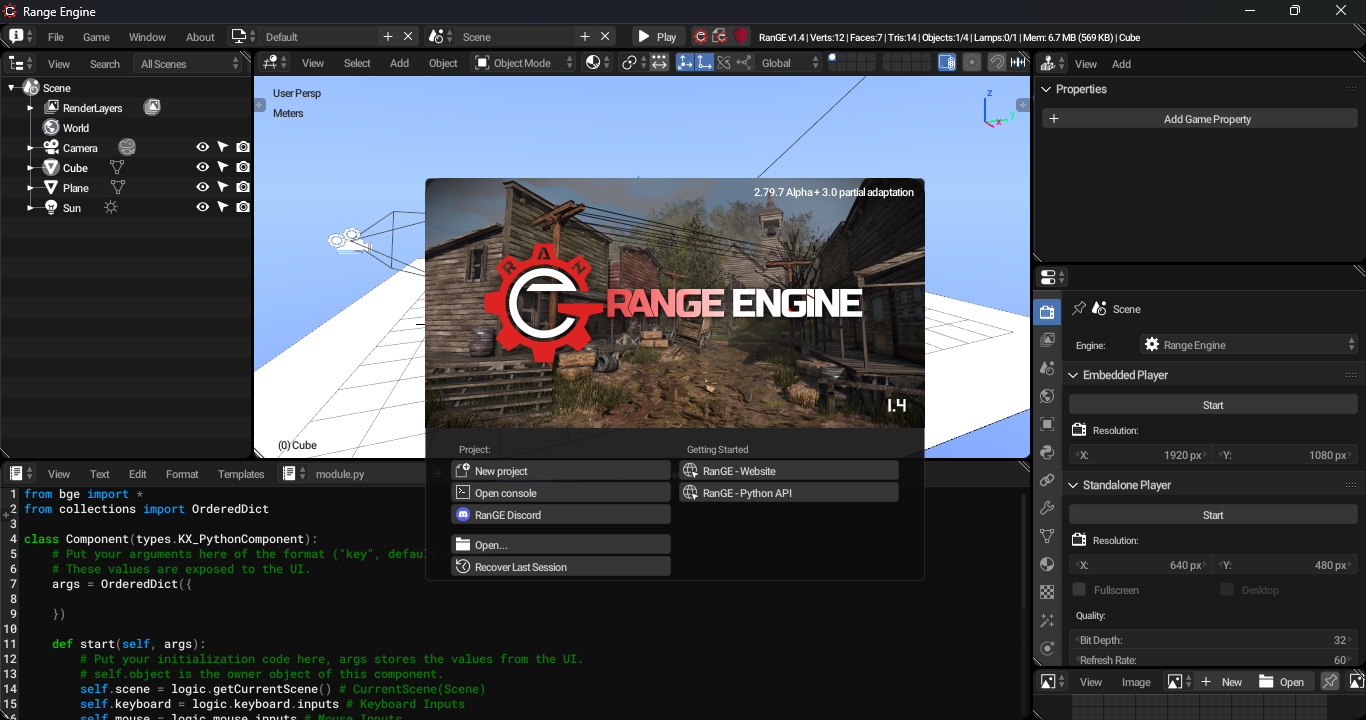 Range Engine
File Game Window About Default Scene Play RanGE v1.4 | Verts:12 | Faces:7 | Tris:14 | Objects:1/4 | Lamps:0/1 | Mem: 6.7 MB (569 KB) | Cube
View Search All Scenes
View Select Add Object Object Mode Global
View Add
Scene
RenderLayers
World
Camera
Cube
Plane
Sun
User Persp
Meters
z
Y
x
(0) Cube
Properties
Add Game Property
2.79.7 Alpha + 3.0 partial adaptation
RAN
RANGE ENGINE
1.4
Project:
New project
Open console
RanGE Discord
Open...
Recover Last Session
Getting Started
RanGE - Website
RanGE - Python API
Scene
Engine: Range Engine
Embedded Player
Start
Resolution:
X: 1920 px Y: 1080 px
Standalone Player
Start
Resolution:
X: 640 px Y: 480 px
Fullscreen Desktop
Quality:
Bit Depth: 32
Refresh Rate: 60
View Image New Open
View Text Edit Format Templates module.py
1 from bge import *
2 from collections import OrderedDict
3
4 class Component(types.KX_PythonComponent):
5 # Put your arguments here of the format ("key", defau
6 # These values are exposed to the UI.
7 args = OrderedDict({
8
9 })
10
11 def start(self, args):
12 # Put your initialization code here, args stores the values from the UI.
13 # self.object is the owner object of this component.
14 self.scene = logic.getCurrentScene() # CurrentScene(Scene)
15 self.keyboard = logic.keyboard.inputs # Keyboard Inputs
self.mouse = logic.mouse.inputs # Mouse Inputs